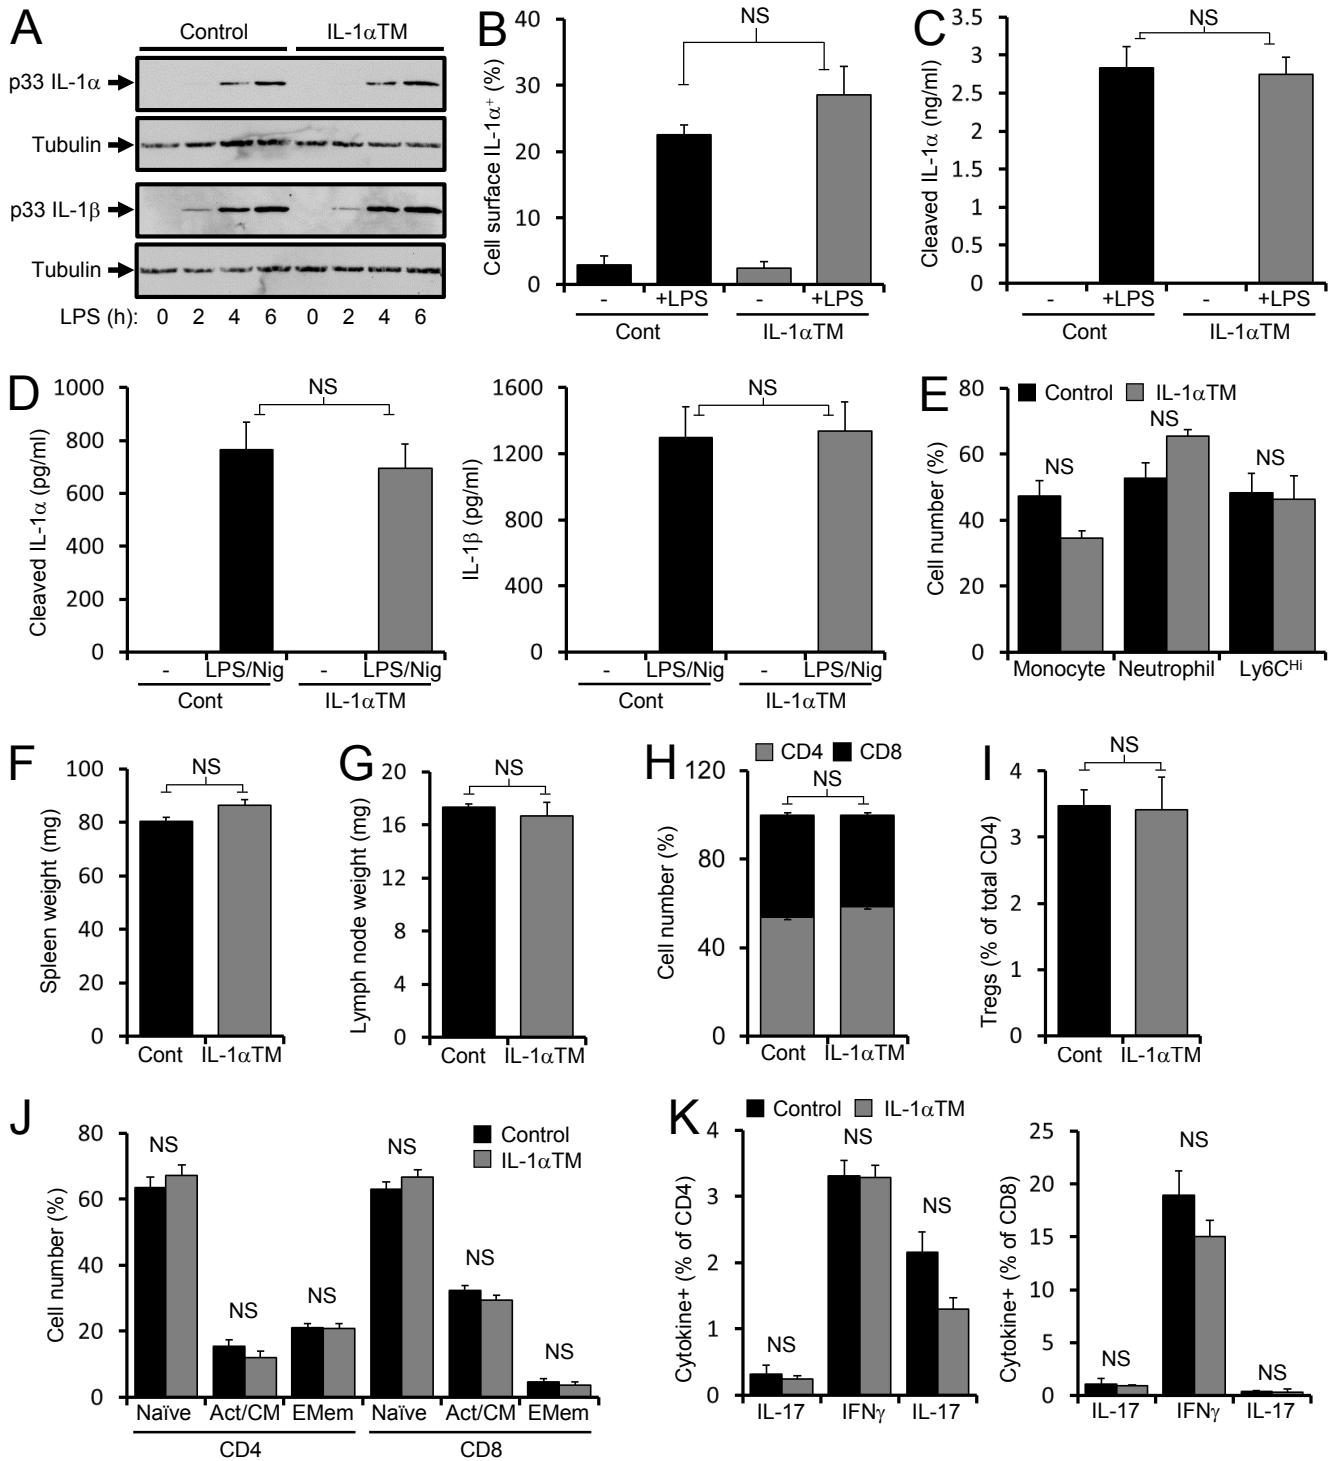 A
Control IL-1αTM
p33 IL-1α
Tubulin
p33 IL-1β
Tubulin
LPS (h): 0 2 4 6 0 2 4 6
B
Cell surface IL-1α⁺ (%)
40
30
20
10
0
NS
- +LPS - +LPS
Cont IL-1αTM
C
Cleaved IL-1α (ng/ml)
3.5
3
2.5
2
1.5
1
0.5
0
NS
- +LPS - +LPS
Cont IL-1αTM
D
Cleaved IL-1α (pg/ml)
1000
800
600
400
200
0
NS
- LPS/Nig - LPS/Nig
Cont IL-1αTM
IL-1β (pg/ml)
1600
1200
800
400
0
NS
- LPS/Nig - LPS/Nig
Cont IL-1αTM
E
Control IL-1αTM
Cell number (%)
80
60
40
20
0
NS NS NS
Monocyte Neutrophil Ly6Cᴴⁱ
F
Spleen weight (mg)
100
80
60
40
20
0
NS
Cont IL-1αTM
G
Lymph node weight (mg)
20
16
12
8
4
0
NS
Cont IL-1αTM
H
CD4 CD8
Cell number (%)
120
80
40
0
NS
Cont IL-1αTM
I
Tregs (% of total CD4)
4
3
2
1
0
NS
Cont IL-1αTM
J
Control
IL-1αTM
Cell number (%)
80
60
40
20
0
NS NS NS NS NS NS
Naïve Act/CM EMem Naïve Act/CM EMem
CD4 CD8
K
Control IL-1αTM
Cytokine+ (% of CD4)
4
3
2
1
0
NS NS NS
IL-17 IFNγ IL-17
Cytokine+ (% of CD8)
25
20
15
10
5
0
NS NS NS
IL-17 IFNγ IL-17